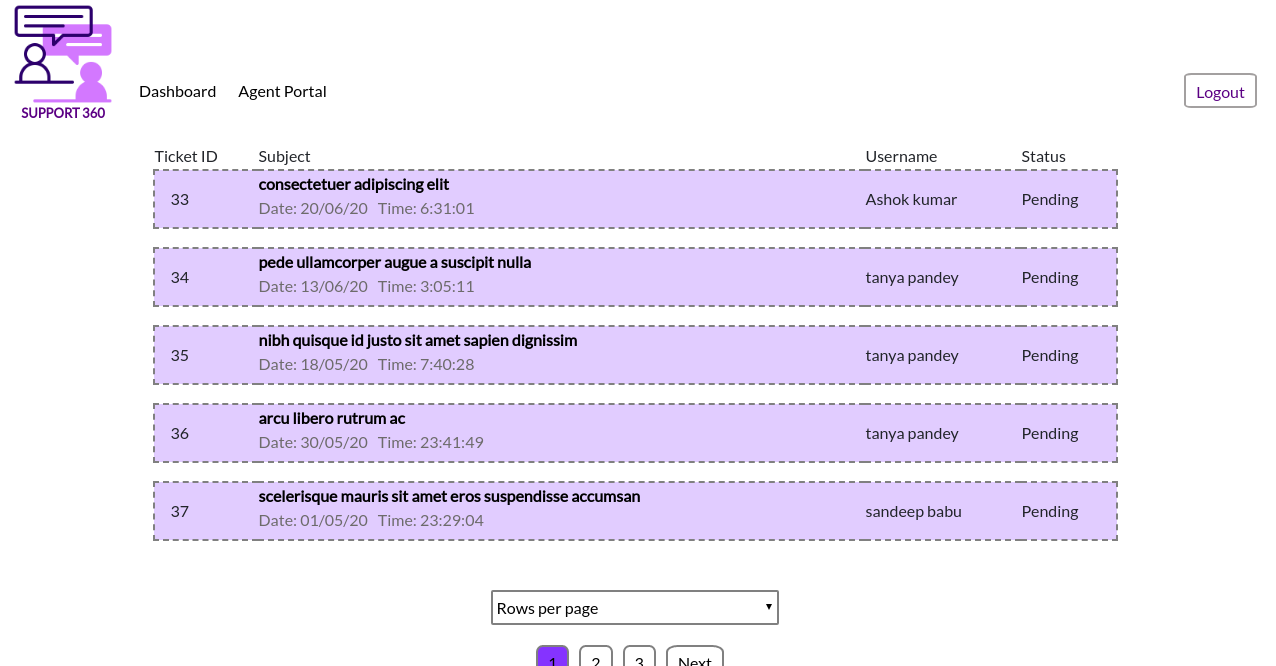 SUPPORT 360
Dashboard Agent Portal Logout
Ticket ID Subject Username Status
33 consectetuer adipiscing elit Ashok kumar Pending
Date: 20/06/20 Time: 6:31:01
34 pede ullamcorper augue a suscipit nulla tanya pandey Pending
Date: 13/06/20 Time: 3:05:11
35 nibh quisque id justo sit amet sapien dignissim tanya pandey Pending
Date: 18/05/20 Time: 7:40:28
36 arcu libero rutrum ac tanya pandey Pending
Date: 30/05/20 Time: 23:41:49
37 scelerisque mauris sit amet eros suspendisse accumsan sandeep babu Pending
Date: 01/05/20 Time: 23:29:04
Rows per page
1 2 3 Next